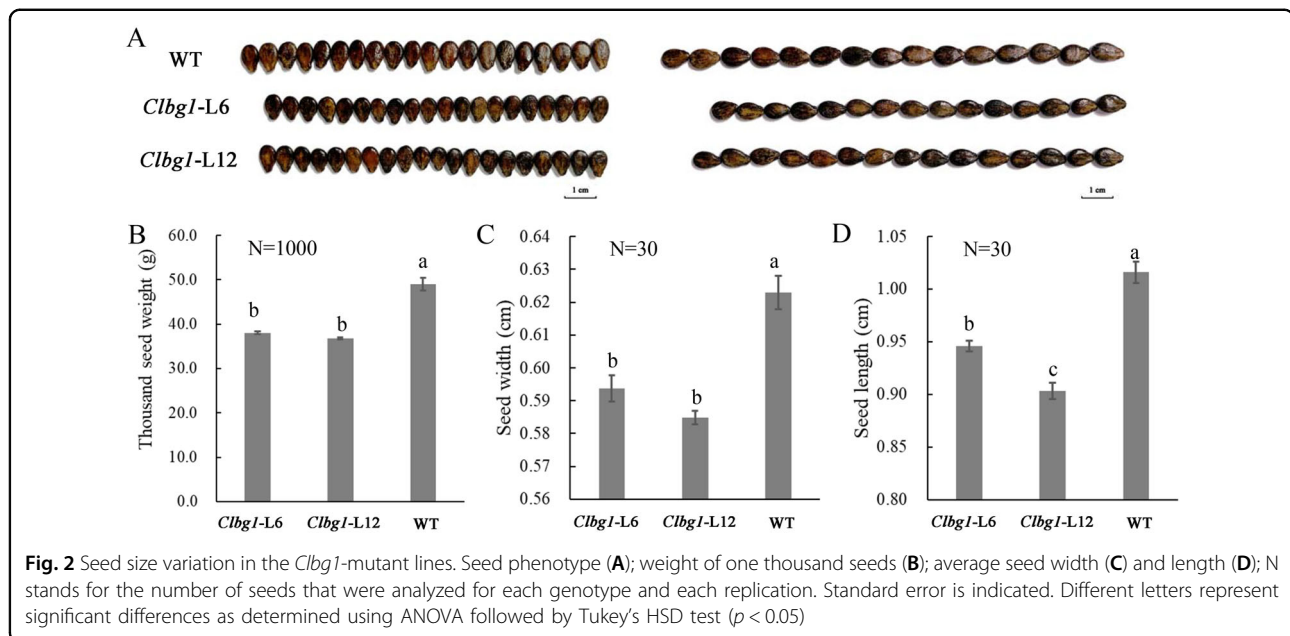 A
WT
Clbg1-L6
Clbg1-L12
1 cm
1 cm
B
N=1000
Thousand seed weight (g)
60.0
50.0
40.0
30.0
20.0
10.0
0.0
b
b
a
Clbg1-L6
Clbg1-L12
WT
C
N=30
Seed width (cm)
0.64
0.63
0.62
0.61
0.60
0.59
0.58
0.57
0.56
b
b
a
Clbg1-L6
Clbg1-L12
WT
D
N=30
Seed length (cm)
1.05
1.00
0.95
0.90
0.85
0.80
b
c
a
Clbg1-L6
Clbg1-L12
WT
Fig. 2 Seed size variation in the Clbg1-mutant lines. Seed phenotype (A); weight of one thousand seeds (B); average seed width (C) and length (D); N
stands for the number of seeds that were analyzed for each genotype and each replication. Standard error is indicated. Different letters represent
significant differences as determined using ANOVA followed by Tukey's HSD test (p < 0.05)